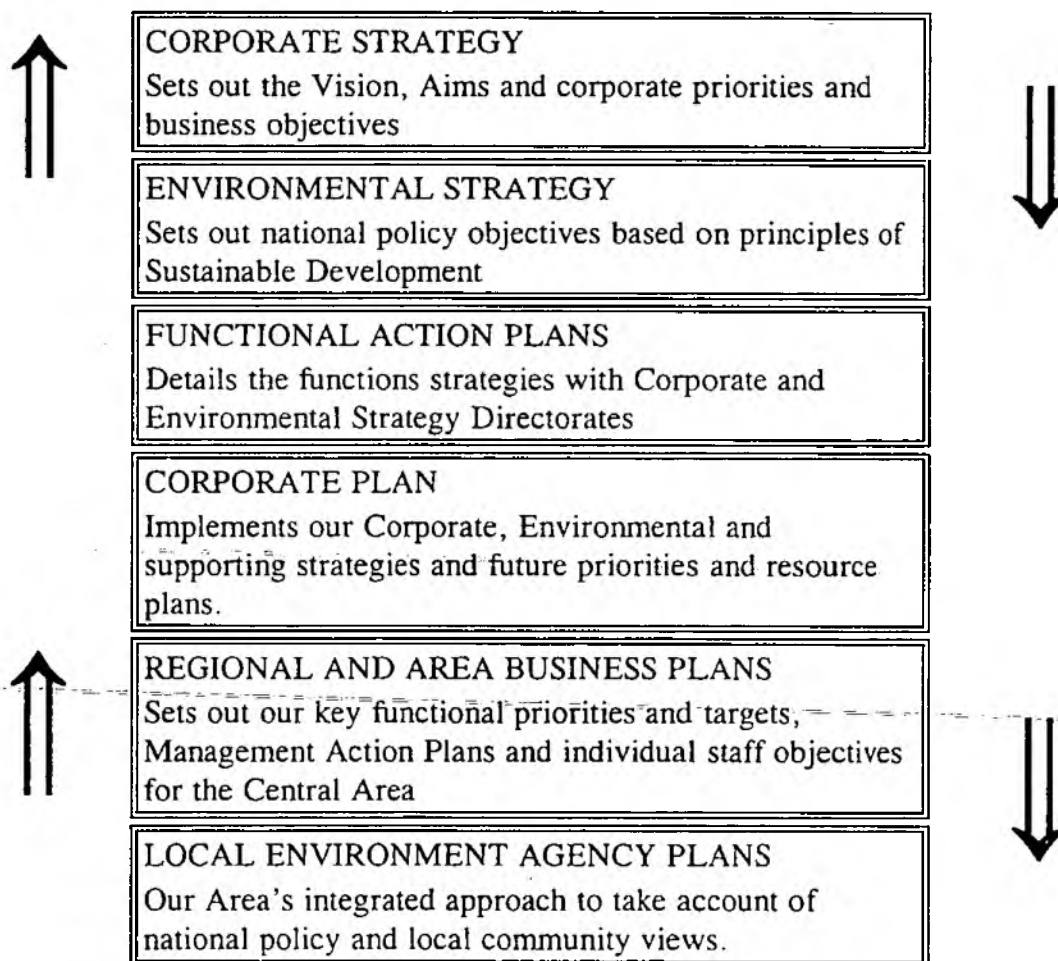 CORPORATE STRATEGY
Sets out the Vision, Aims and corporate priorities and
business objectives
ENVIRONMENTAL STRATEGY
Sets out national policy objectives based on principles of
Sustainable Development
FUNCTIONAL ACTION PLANS
Details the functions strategies with Corporate and
Environmental Strategy Directorates
CORPORATE PLAN
Implements our Corporate, Environmental and
supporting strategies and future priorities and resource
plans.
REGIONAL AND AREA BUSINESS PLANS
Sets out our key functional priorities and targets,
Management Action Plans and individual staff objectives
for the Central Area
LOCAL ENVIRONMENT AGENCY PLANS
Our Area's integrated approach to take account of
national policy and local community views.